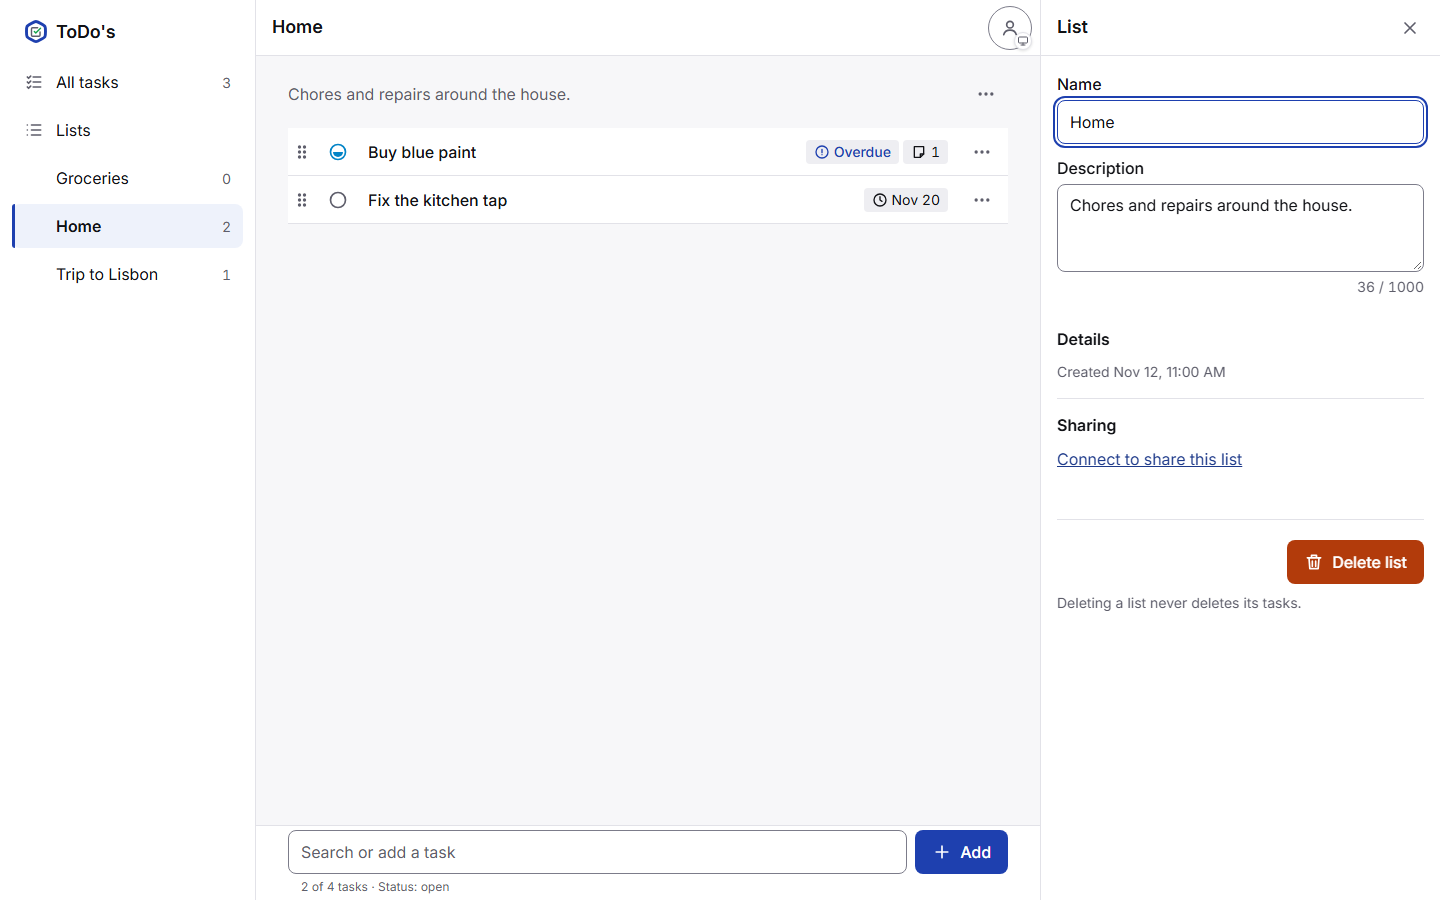 ToDo's
All tasks 3
Lists
Groceries 0
Home 2
Trip to Lisbon 1
Home
Chores and repairs around the house.
Buy blue paint Overdue 1
Fix the kitchen tap Nov 20
Search or add a task
Add
2 of 4 tasks · Status: open
List
Name
Home
Description
Chores and repairs around the house.
36 / 1000
Details
Created Nov 12, 11:00 AM
Sharing
Connect to share this list
Delete list
Deleting a list never deletes its tasks.